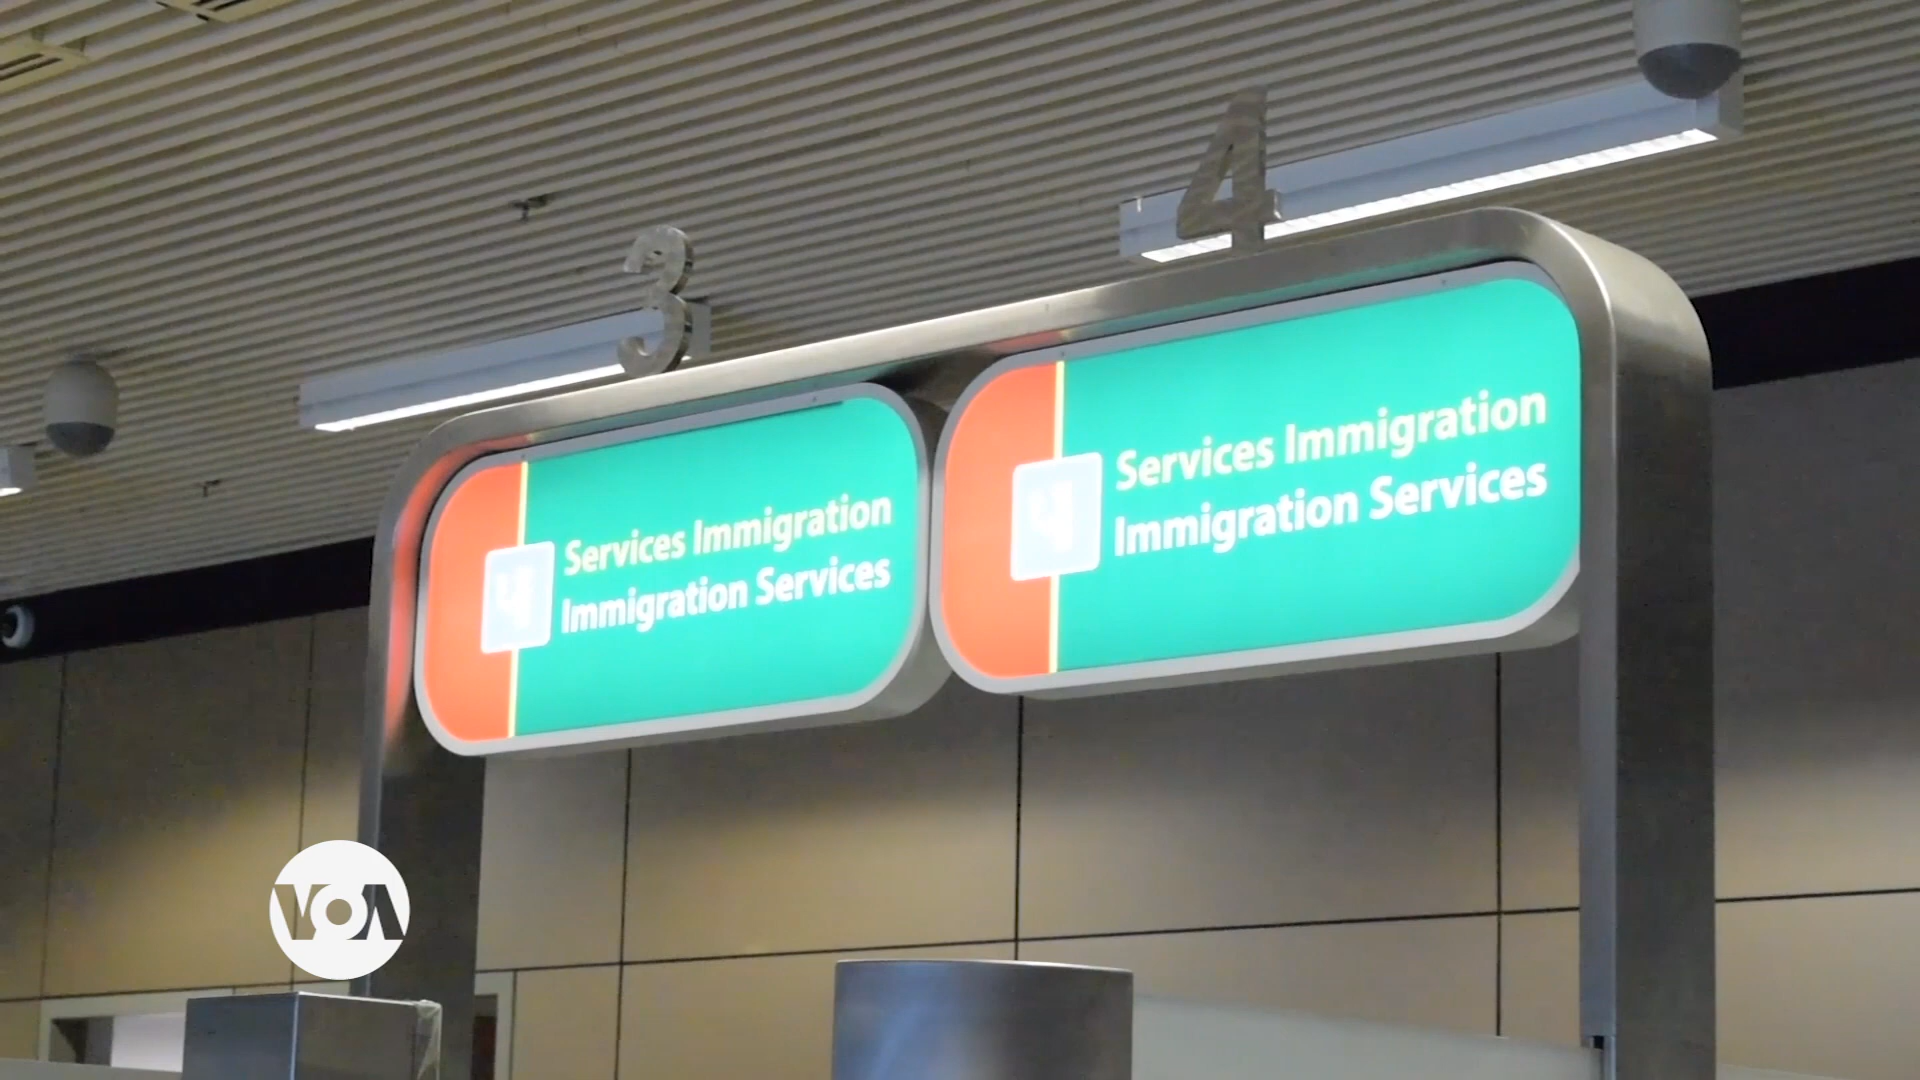 3
4
Services Immigration
Immigration Services
Services Immigration
Immigration Services
VOA